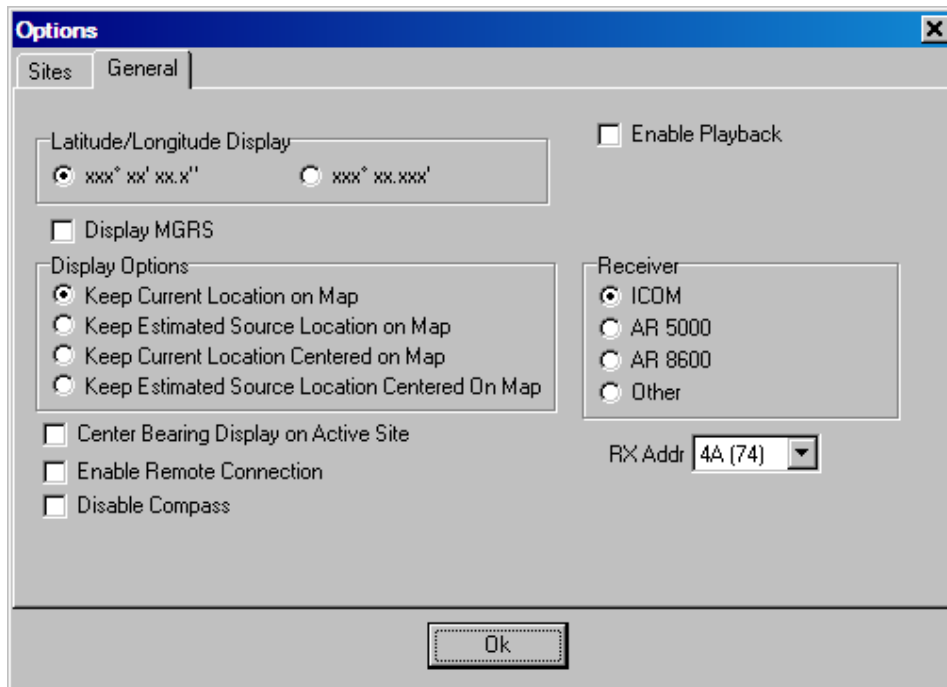 Options
Sites
General
Latitude/Longitude Display
xxx° xx' xx.x"
xxx° xx.xxx'
Enable Playback
Display MGRS
Display Options
Keep Current Location on Map
Keep Estimated Source Location on Map
Keep Current Location Centered on Map
Keep Estimated Source Location Centered On Map
Receiver
ICOM
AR 5000
AR 8600
Other
Center Bearing Display on Active Site
Enable Remote Connection
Disable Compass
RX Addr 4A (74)
Ok